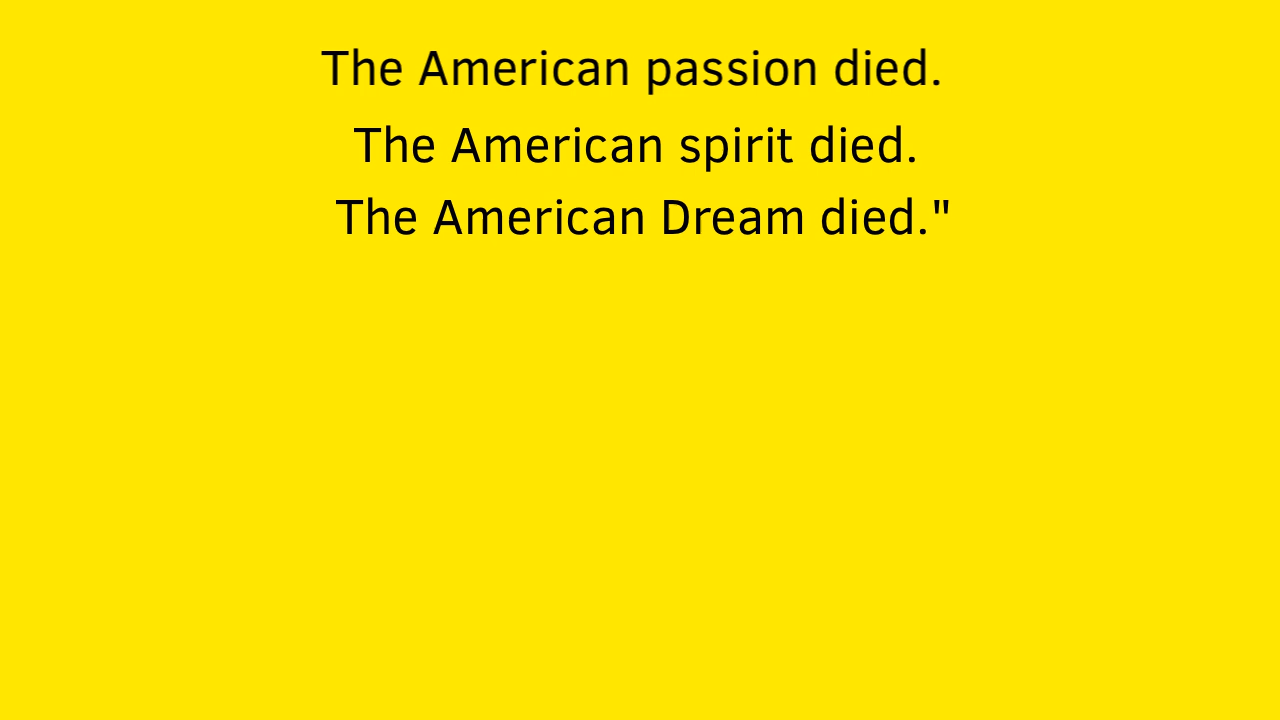 The American passion died.
The American spirit died.
The American Dream died."